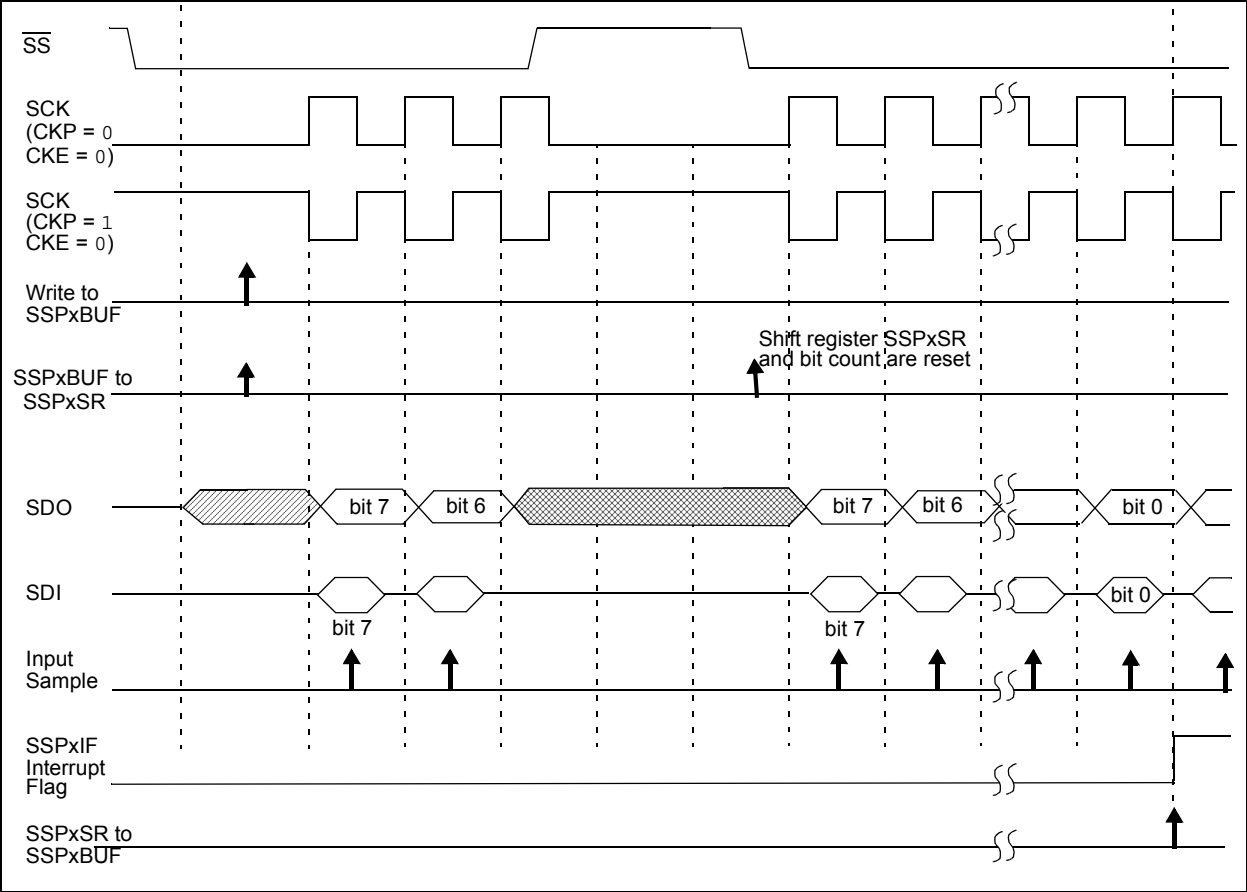 SS
SCK
(CKP = 0
CKE = 0)
SCK
(CKP = 1
CKE = 0)
Write to
SSPxBUF
Shift register SSPxSR
and bit count are reset
SSPxBUF to
SSPxSR
SDO
bit 7
bit 6
bit 7
bit 6
bit 0
SDI
bit 0
bit 7
bit 7
Input
Sample
SSPxIF
Interrupt
Flag
SSPxSR to
SSPxBUF